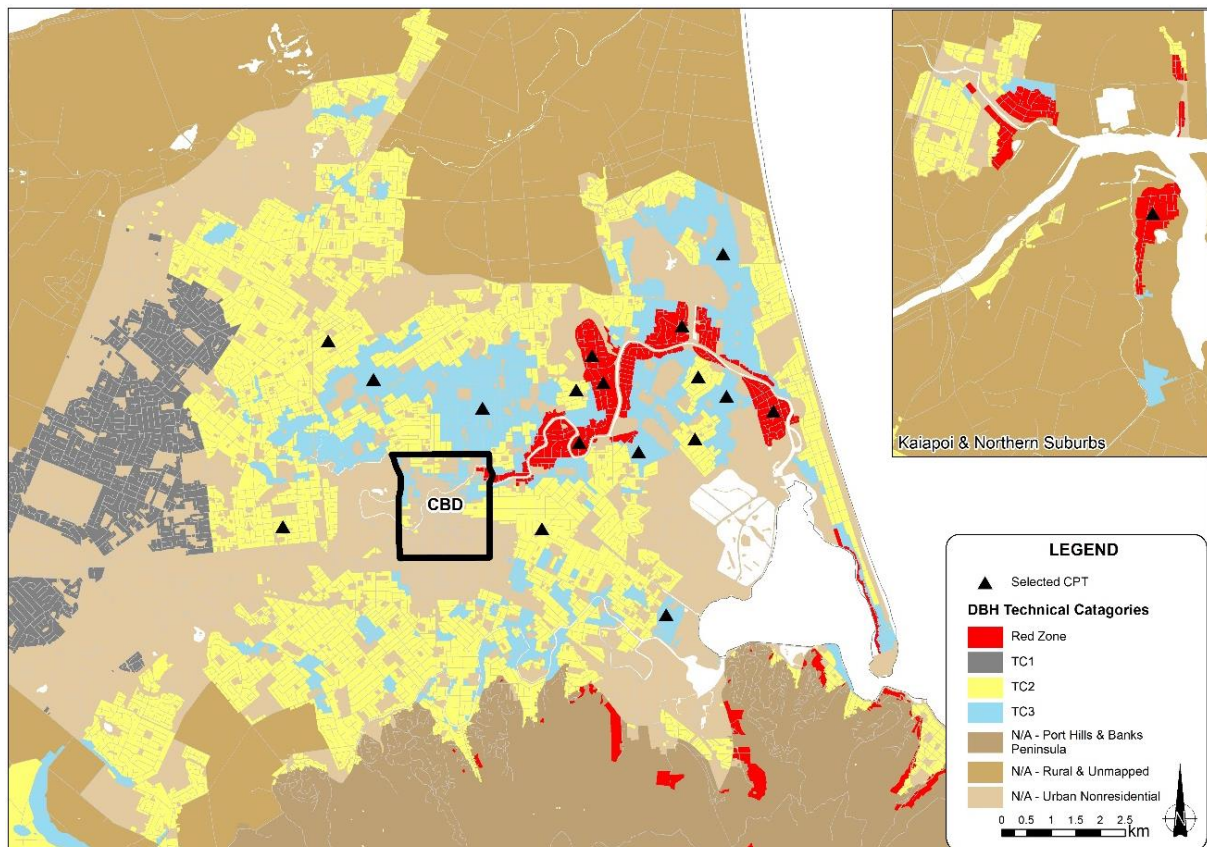 Kaiapoi & Northern Suburbs
CBD
LEGEND
Selected CPT
DBH Technical Catagories
Red Zone
TC1
TC2
TC3
N/A - Port Hills & Banks
Peninsula
N/A - Rural & Unmapped
N/A - Urban Nonresidential
0 0.5 1 1.5 2 2.5
km
N